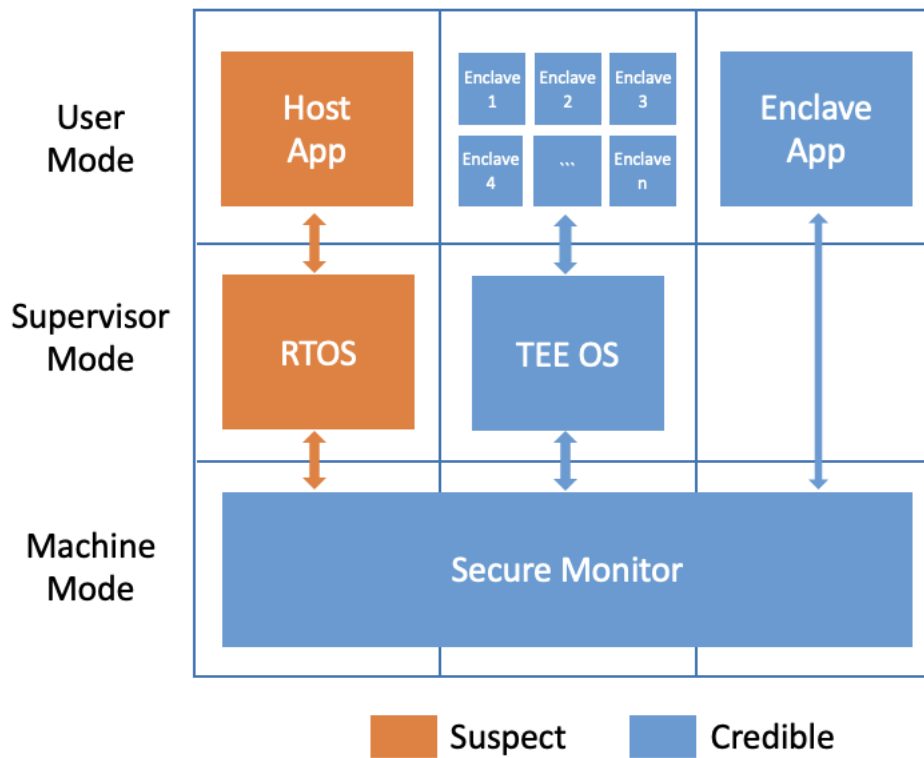 User
Mode
Host
App
Enclave
1
Enclave
2
Enclave
3
Enclave
4
```
Enclave
n
Enclave
App
Supervisor
Mode
RTOS
TEE OS
Machine
Mode
Secure Monitor
Suspect
Credible